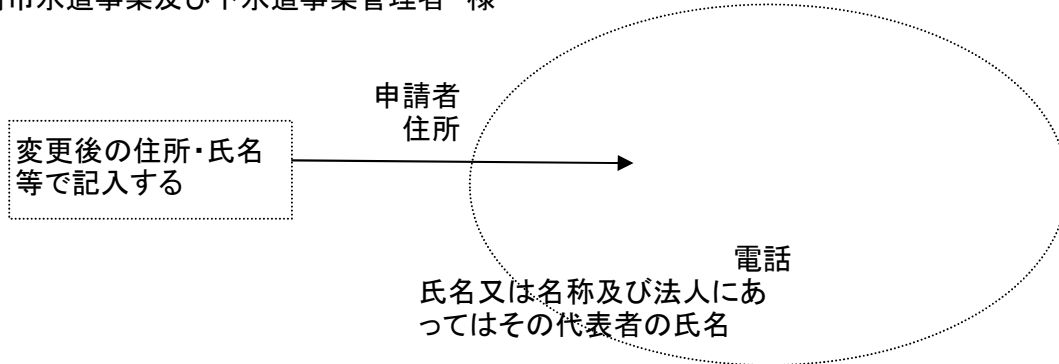 市水道事業及び下水道事業管理者 様
申請者
住所
変更後の住所・氏名
等で記入する
電話
氏名又は名称及び法人にあ
ってはその代表者の氏名